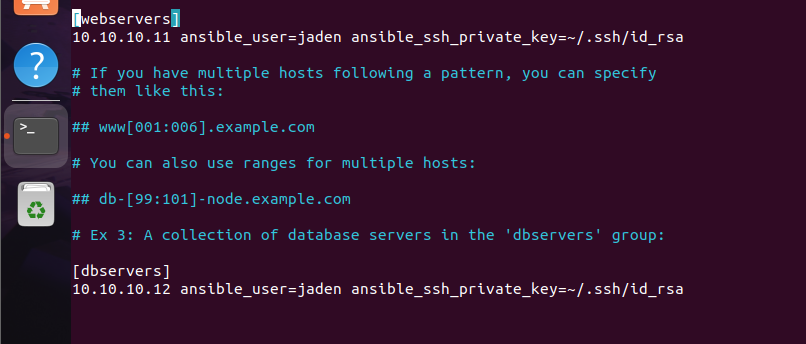 [webservers]
10.10.10.11 ansible_user=jaden ansible_ssh_private_key=~/.ssh/id_rsa
# If you have multiple hosts following a pattern, you can specify
# them like this:
## www[001:006].example.com
# You can also use ranges for multiple hosts:
## db-[99:101]-node.example.com
# Ex 3: A collection of database servers in the 'dbservers' group:
[dbservers]
10.10.10.12 ansible_user=jaden ansible_ssh_private_key=~/.ssh/id_rsa